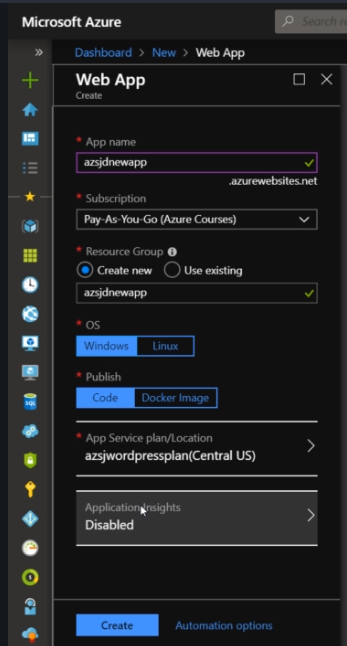 Microsoft Azure
Search re
» Dashboard > New > Web App
Web App
Create
* App name
azsjdnewapp
.azurewebsites.net
* Subscription
Pay-As-You-Go (Azure Courses)
* Resource Group
Create new Use existing
azsjdnewapp
* OS
Windows Linux
* Publish
Code Docker Image
* App Service plan/Location
azsjwordpressplan(Central US)
Application Insights
Disabled
Create Automation options
SQL